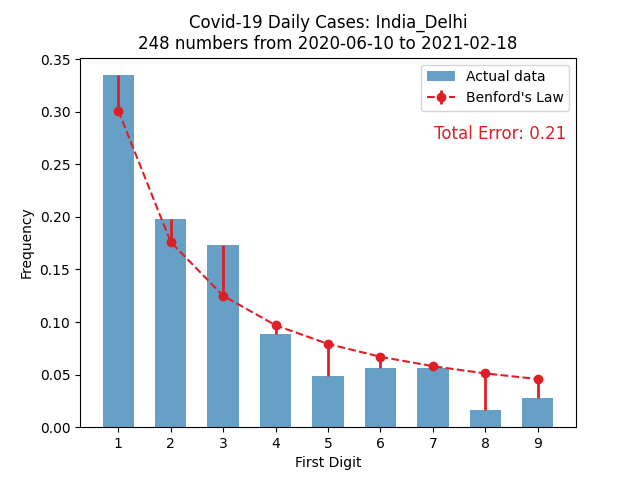 Covid-19 Daily Cases: India_Delhi
248 numbers from 2020-06-10 to 2021-02-18
Actual data
Benford's Law
Total Error: 0.21
Frequency
0.35
0.30
0.25
0.20
0.15
0.10
0.05
0.00
1 2 3 4 5 6 7 8 9
First Digit